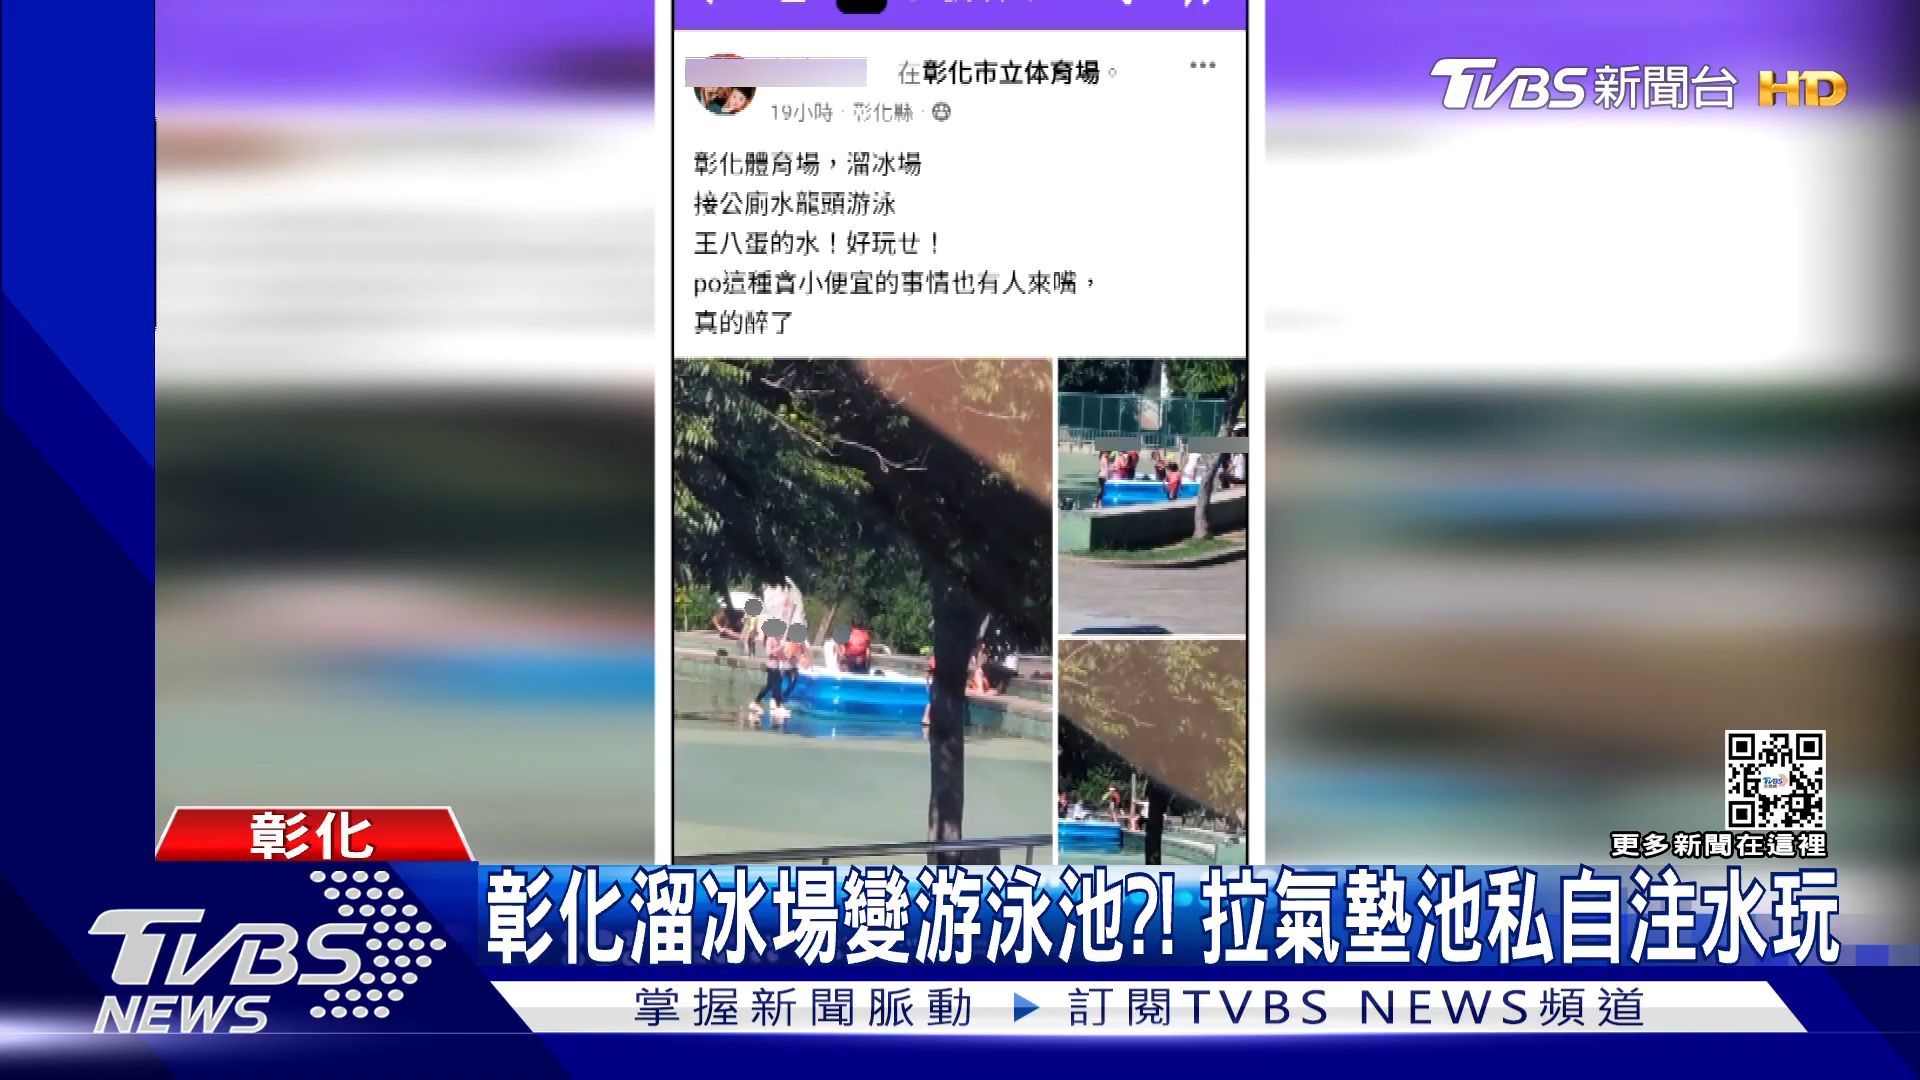 TVBS新聞台 HD
在彰化市立体育場。
19小時 · 彰化縣
彰化體育場，溜冰場
接公廁水龍頭游泳
王八蛋的水！好玩ㄝ！
po這種貪小便宜的事情也有人來嘴，
真的醉了
TVBS
更多新聞在這裡
彰化
彰化溜冰場變游泳池?! 拉氣墊池私自注水玩
TVBS
NEWS
掌握新聞脈動 ▶ 訂閱TVBS NEWS頻道